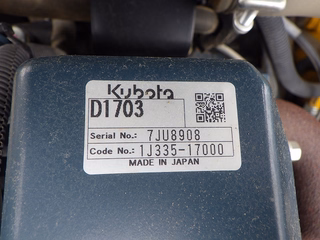 Kubota
D1703
Serial No.: 7JU8908
Code No.: 1J335-17000
MADE IN JAPAN